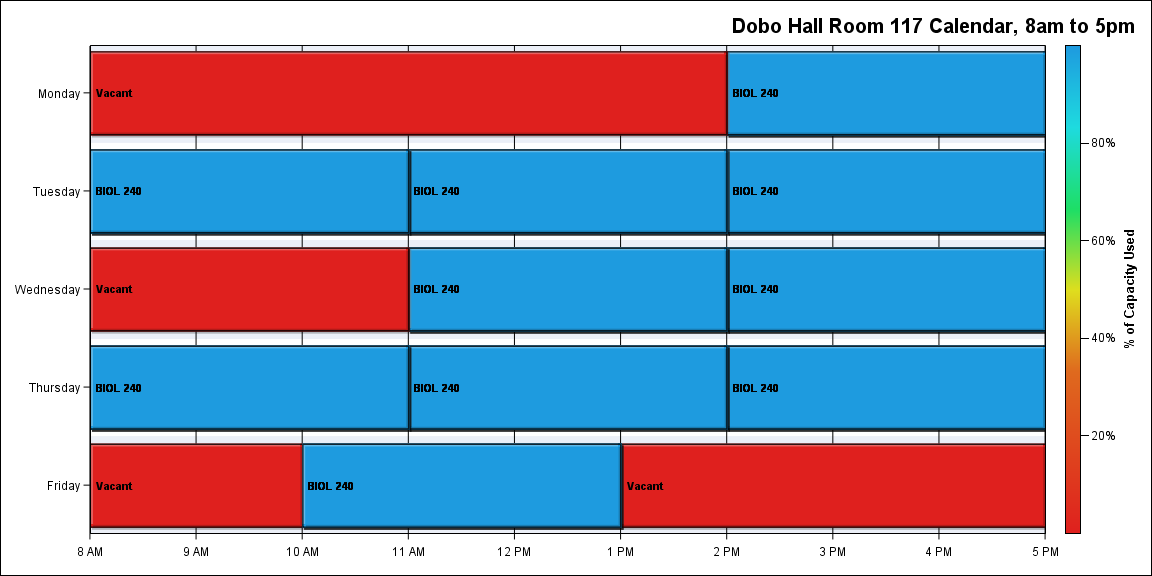 Dobo Hall Room 117 Calendar, 8am to 5pm
Monday
Vacant
BIOL 240
Tuesday
BIOL 240
BIOL 240
BIOL 240
Wednesday
Vacant
BIOL 240
BIOL 240
Thursday
BIOL 240
BIOL 240
BIOL 240
Friday
Vacant
BIOL 240
Vacant
8 AM
9 AM
10 AM
11 AM
12 PM
1 PM
2 PM
3 PM
4 PM
5 PM
80%
60%
40%
20%
% of Capacity Used